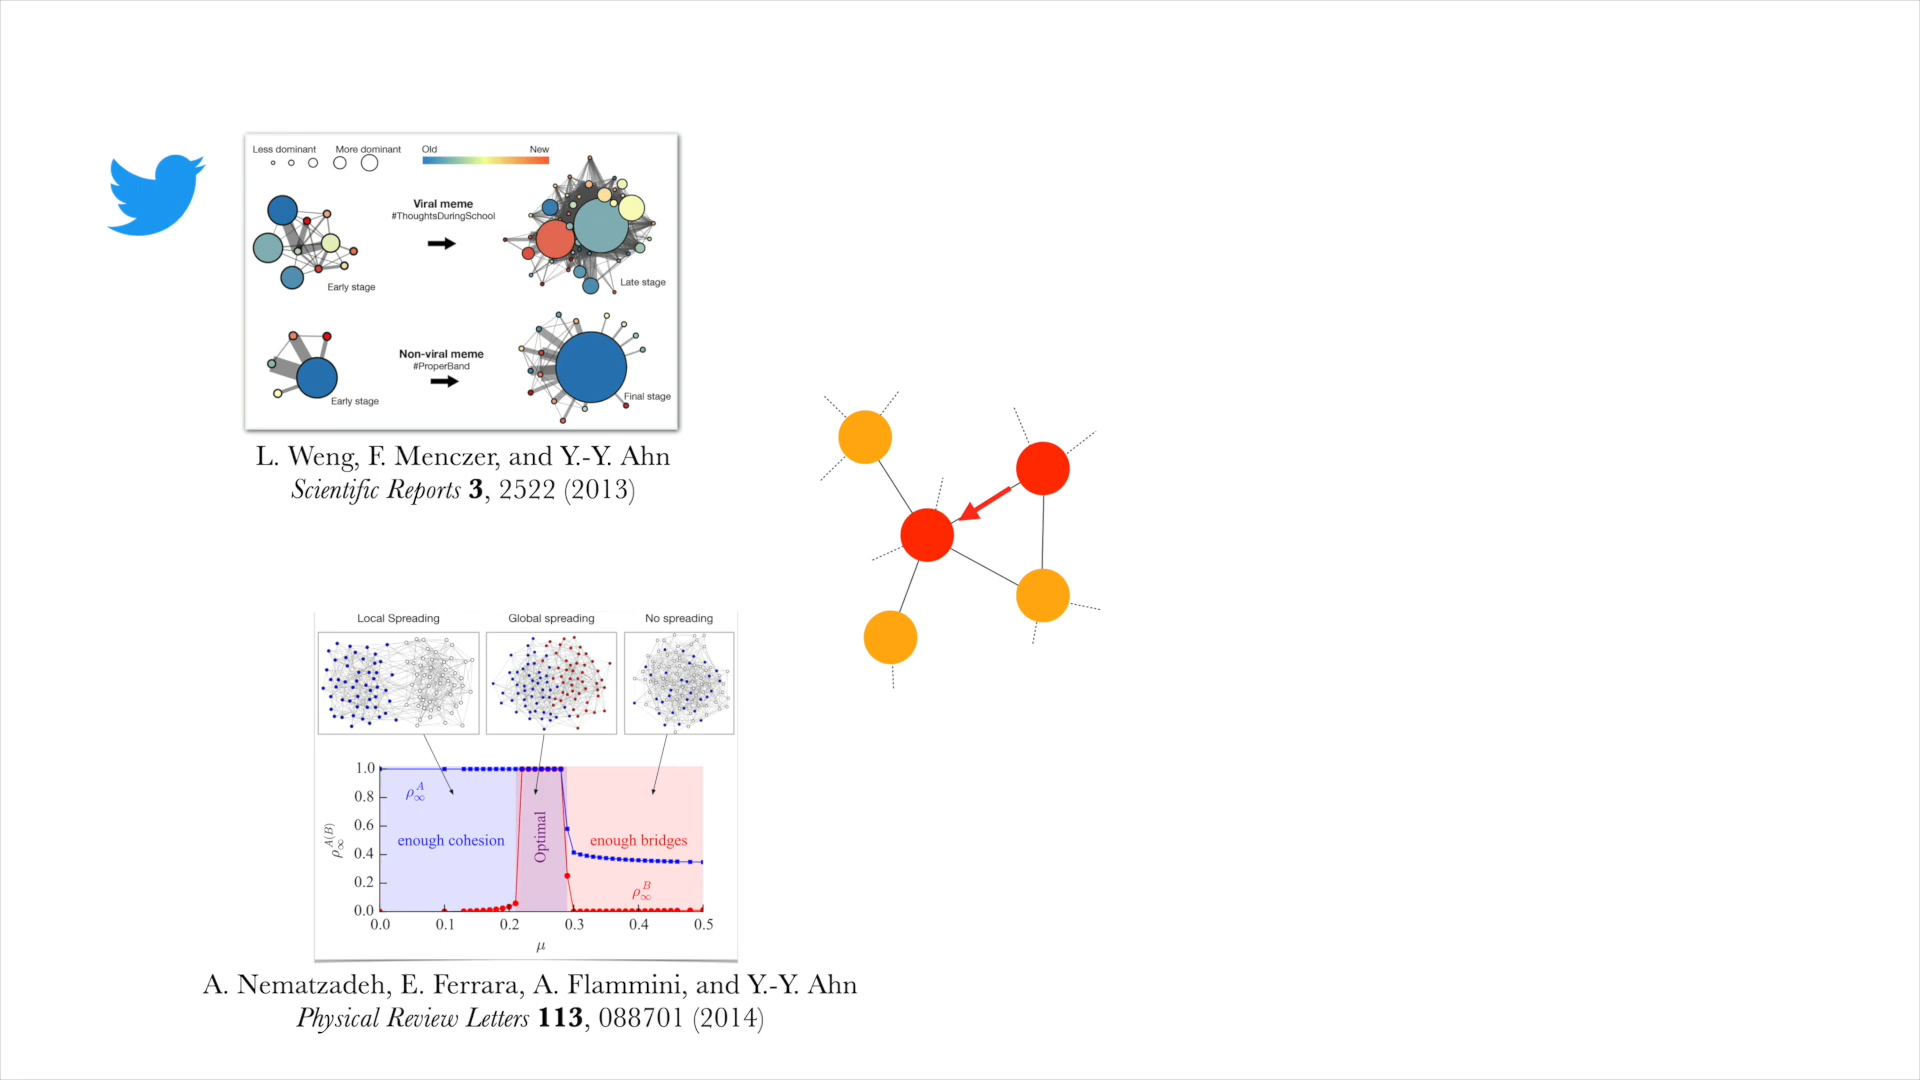 Less dominant More dominant Old New
Viral meme
#ThoughtsDuringSchool
Early stage
Late stage
Non-viral meme
#ProperBand
Early stage
Final stage
L. Weng, F. Menczer, and Y.-Y. Ahn
Scientific Reports 3, 2522 (2013)
Local Spreading Global spreading No spreading
1.0
0.8
0.6
0.4
0.2
0.0
ρ∞^A(B)
ρ∞^A
enough cohesion
Optimal
enough bridges
ρ∞^B
0.0 0.1 0.2 0.3 0.4 0.5
μ
A. Nematzadeh, E. Ferrara, A. Flammini, and Y.-Y. Ahn
Physical Review Letters 113, 088701 (2014)